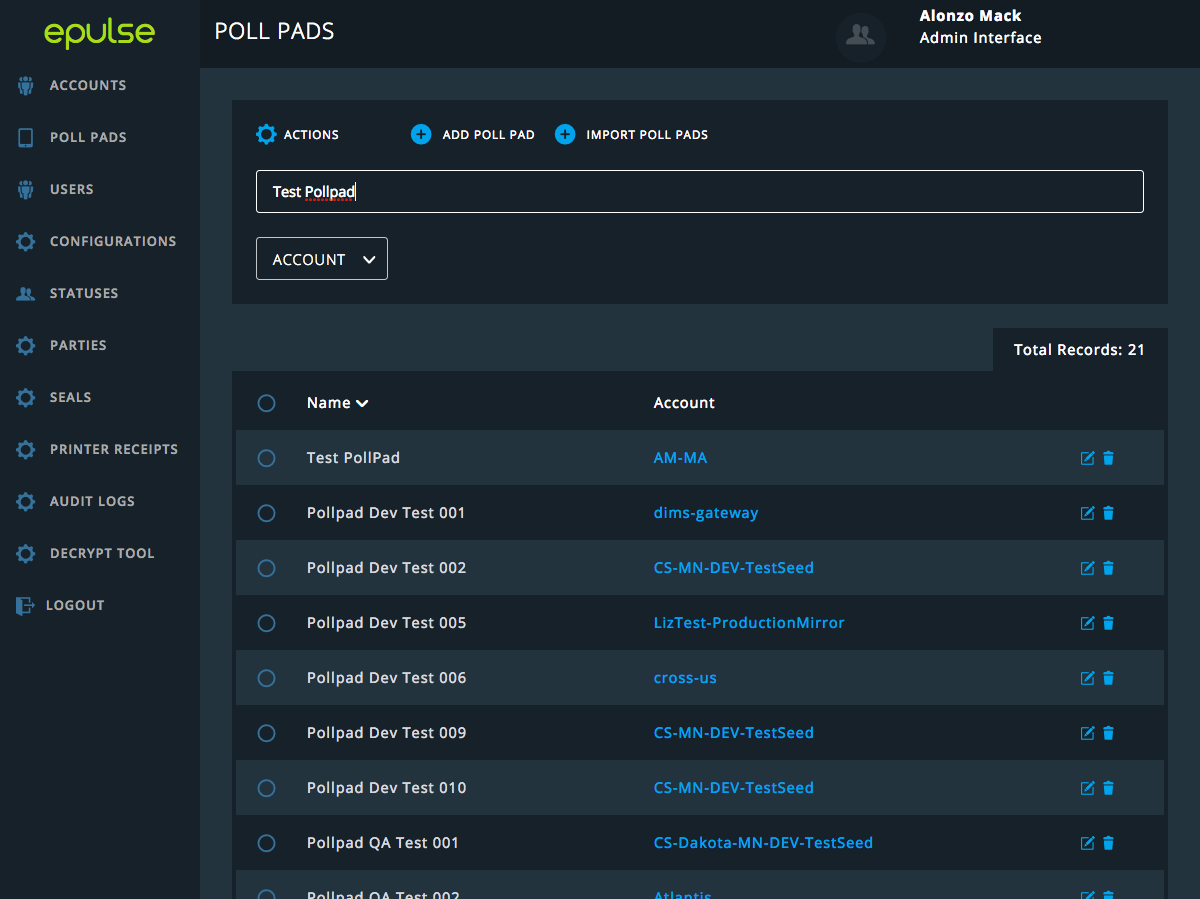 epulse
POLL PADS
Alonzo Mack
Admin Interface
ACCOUNTS
POLL PADS
USERS
CONFIGURATIONS
STATUSES
PARTIES
SEALS
PRINTER RECEIPTS
AUDIT LOGS
DECRYPT TOOL
LOGOUT
ACTIONS ADD POLL PAD IMPORT POLL PADS
Test Pollpad
ACCOUNT
Total Records: 21
Name Account
Test PollPad AM-MA
Pollpad Dev Test 001 dims-gateway
Pollpad Dev Test 002 CS-MN-DEV-TestSeed
Pollpad Dev Test 005 LizTest-ProductionMirror
Pollpad Dev Test 006 cross-us
Pollpad Dev Test 009 CS-MN-DEV-TestSeed
Pollpad Dev Test 010 CS-MN-DEV-TestSeed
Pollpad QA Test 001 CS-Dakota-MN-DEV-TestSeed
Pollpad QA Test 002 Atlantis